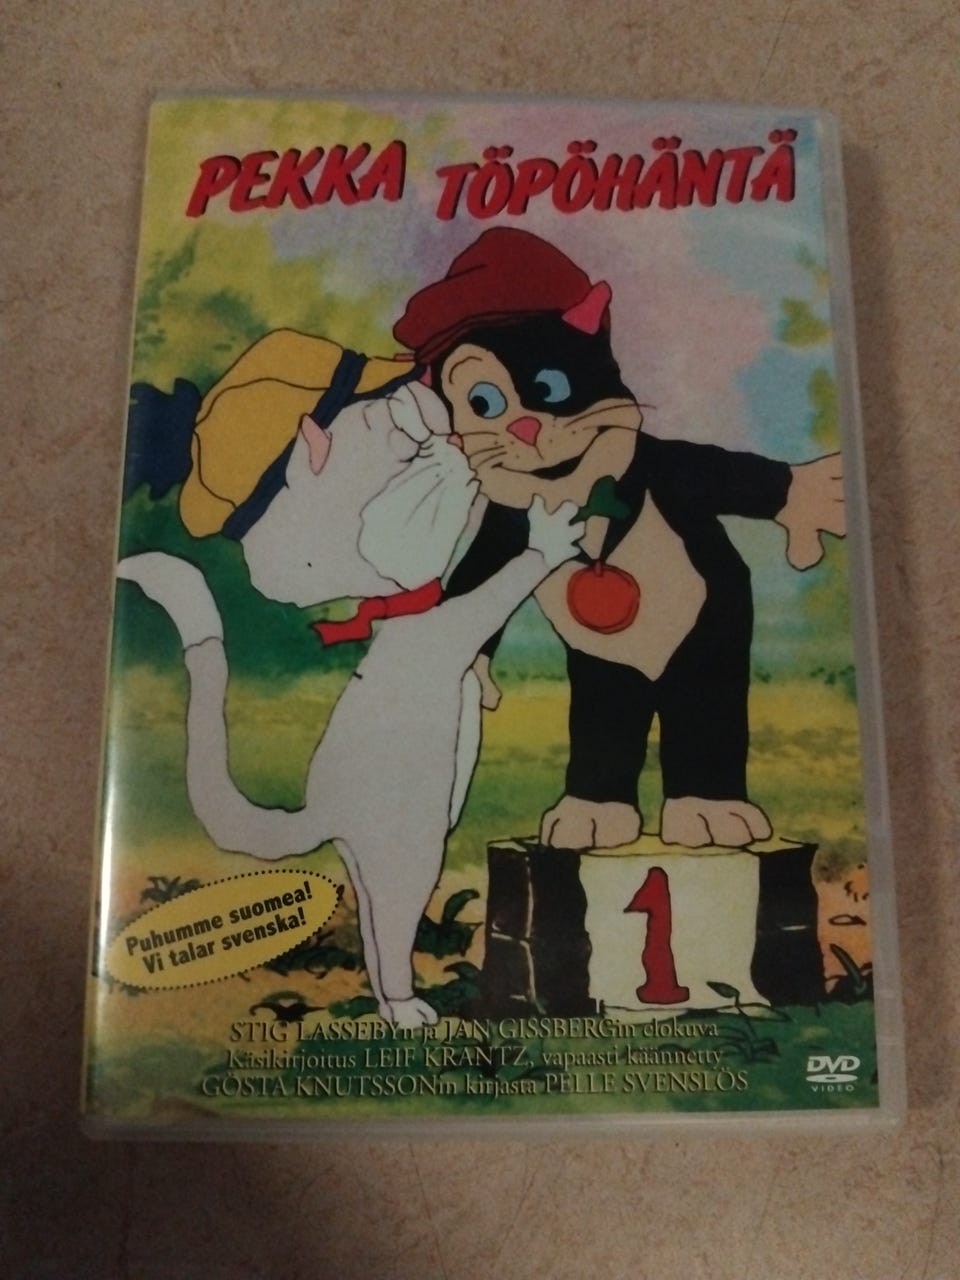 PEKKA TÖPÖHÄNTÄ
Puhumme suomea!
Vi talar svenska!
1
STIG LASSEBYn ja JAN GISSBERGin elokuva
Käsikirjoitus LEIF KRANTZ, vapaasti käännetty
GÖSTA KNUTSSONin kirjasta PELLE SVENSLÖS
DVD
VIDEO